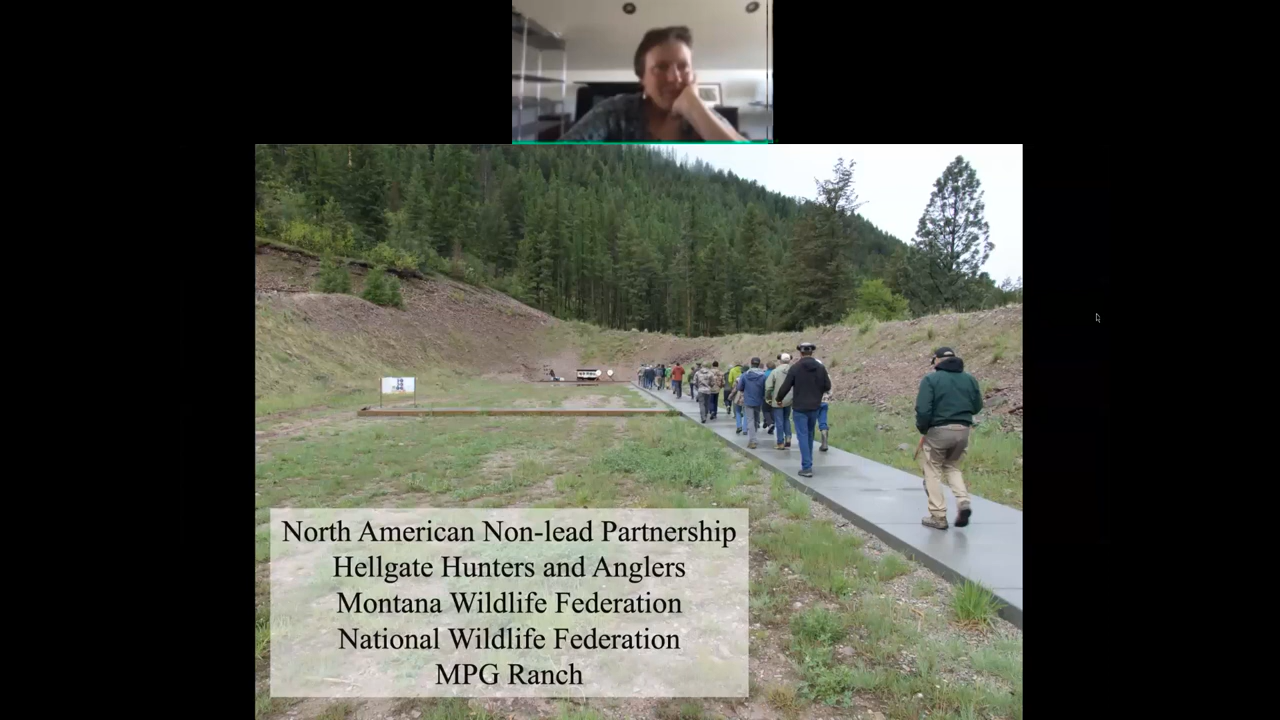 North American Non-lead Partnership
Hellgate Hunters and Anglers
Montana Wildlife Federation
National Wildlife Federation
MPG Ranch